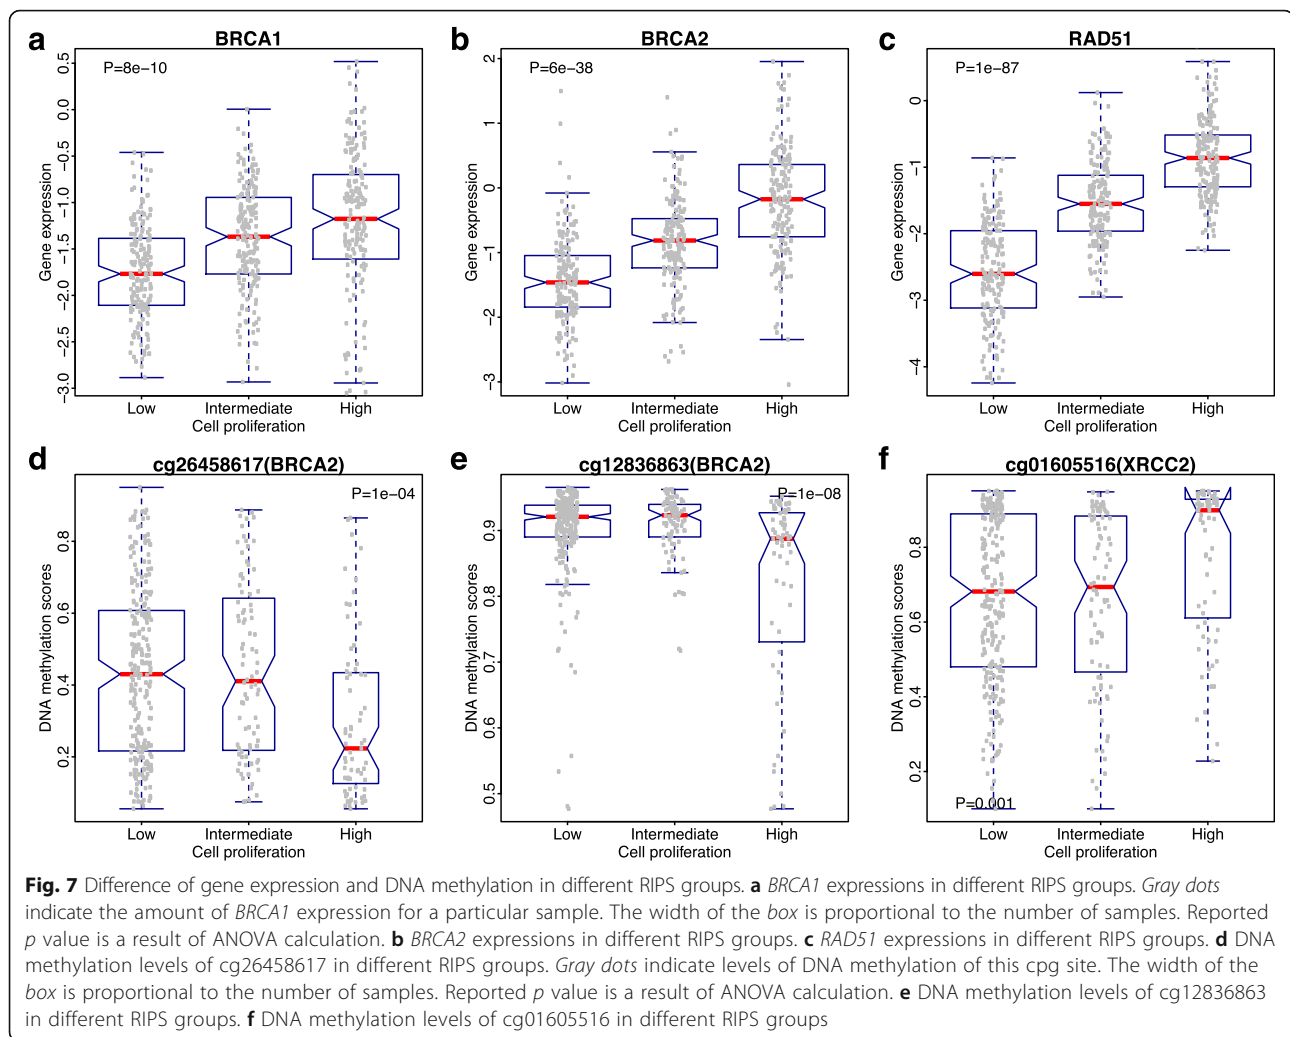 a
BRCA1
P=8e−10
Gene expression
0.5
0.0
−0.5
−1.0
−1.5
−2.0
−2.5
−3.0
Low
Intermediate
High
Cell proliferation
b
BRCA2
P=6e−38
Gene expression
2
1
0
−1
−2
−3
Low
Intermediate
High
Cell proliferation
c
RAD51
P=1e−87
Gene expression
0
−1
−2
−3
−4
Low
Intermediate
High
Cell proliferation
d
cg26458617(BRCA2)
P=1e−04
DNA methylation scores
0.8
0.6
0.4
0.2
Low
Intermediate
High
Cell proliferation
e
cg12836863(BRCA2)
P=1e−08
DNA methylation scores
0.9
0.8
0.7
0.9
0.5
Low
Intermediate
High
Cell proliferation
f
cg01605516(XRCC2)
P=0.001
DNA methylation scores
0.8
0.6
0.4
0.2
Low
Intermediate
High
Cell proliferation
Fig. 7 Difference of gene expression and DNA methylation in different RIPS groups. a BRCA1 expressions in different RIPS groups. Gray dots
indicate the amount of BRCA1 expression for a particular sample. The width of the box is proportional to the number of samples. Reported
p value is a result of ANOVA calculation. b BRCA2 expressions in different RIPS groups. c RAD51 expressions in different RIPS groups. d DNA
methylation levels of cg26458617 in different RIPS groups. Gray dots indicate levels of DNA methylation of this cpg site. The width of the
box is proportional to the number of samples. Reported p value is a result of ANOVA calculation. e DNA methylation levels of cg12836863
in different RIPS groups. f DNA methylation levels of cg01605516 in different RIPS groups